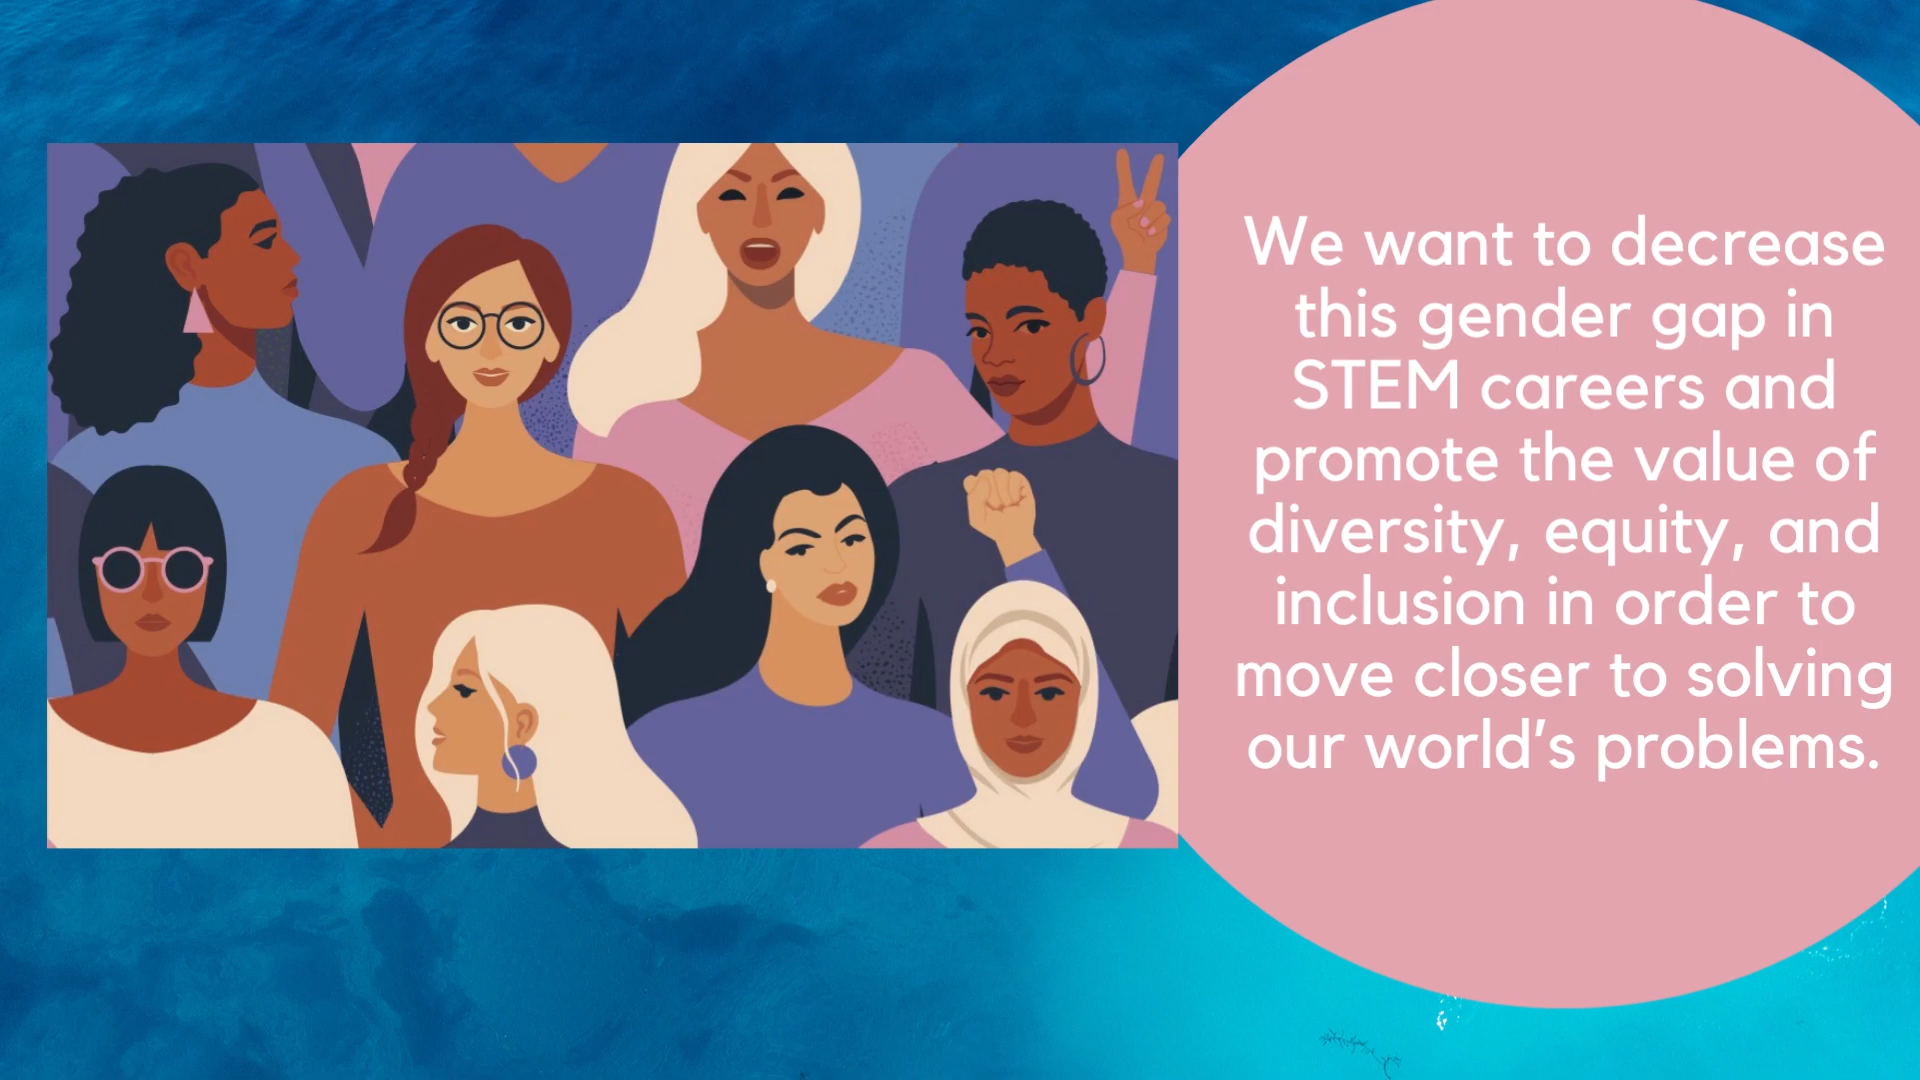 We want to decrease
this gender gap in
STEM careers and
promote the value of
diversity, equity, and
inclusion in order to
move closer to solving
our world’s problems.